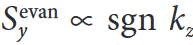 S_y^evan ∝ sgn k_z